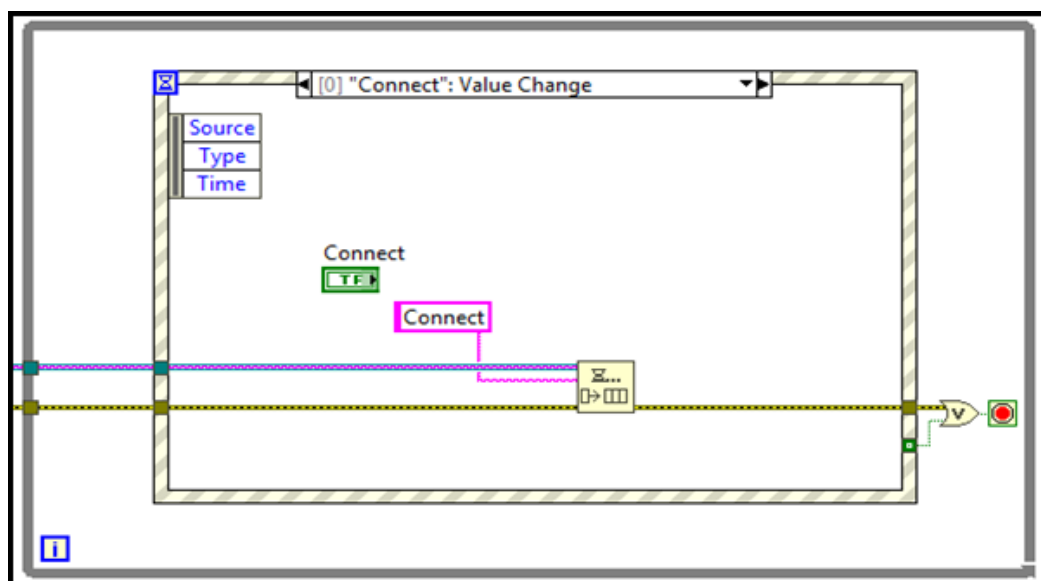 [0] "Connect": Value Change
Source
Type
Time
Connect
TF
Connect
i